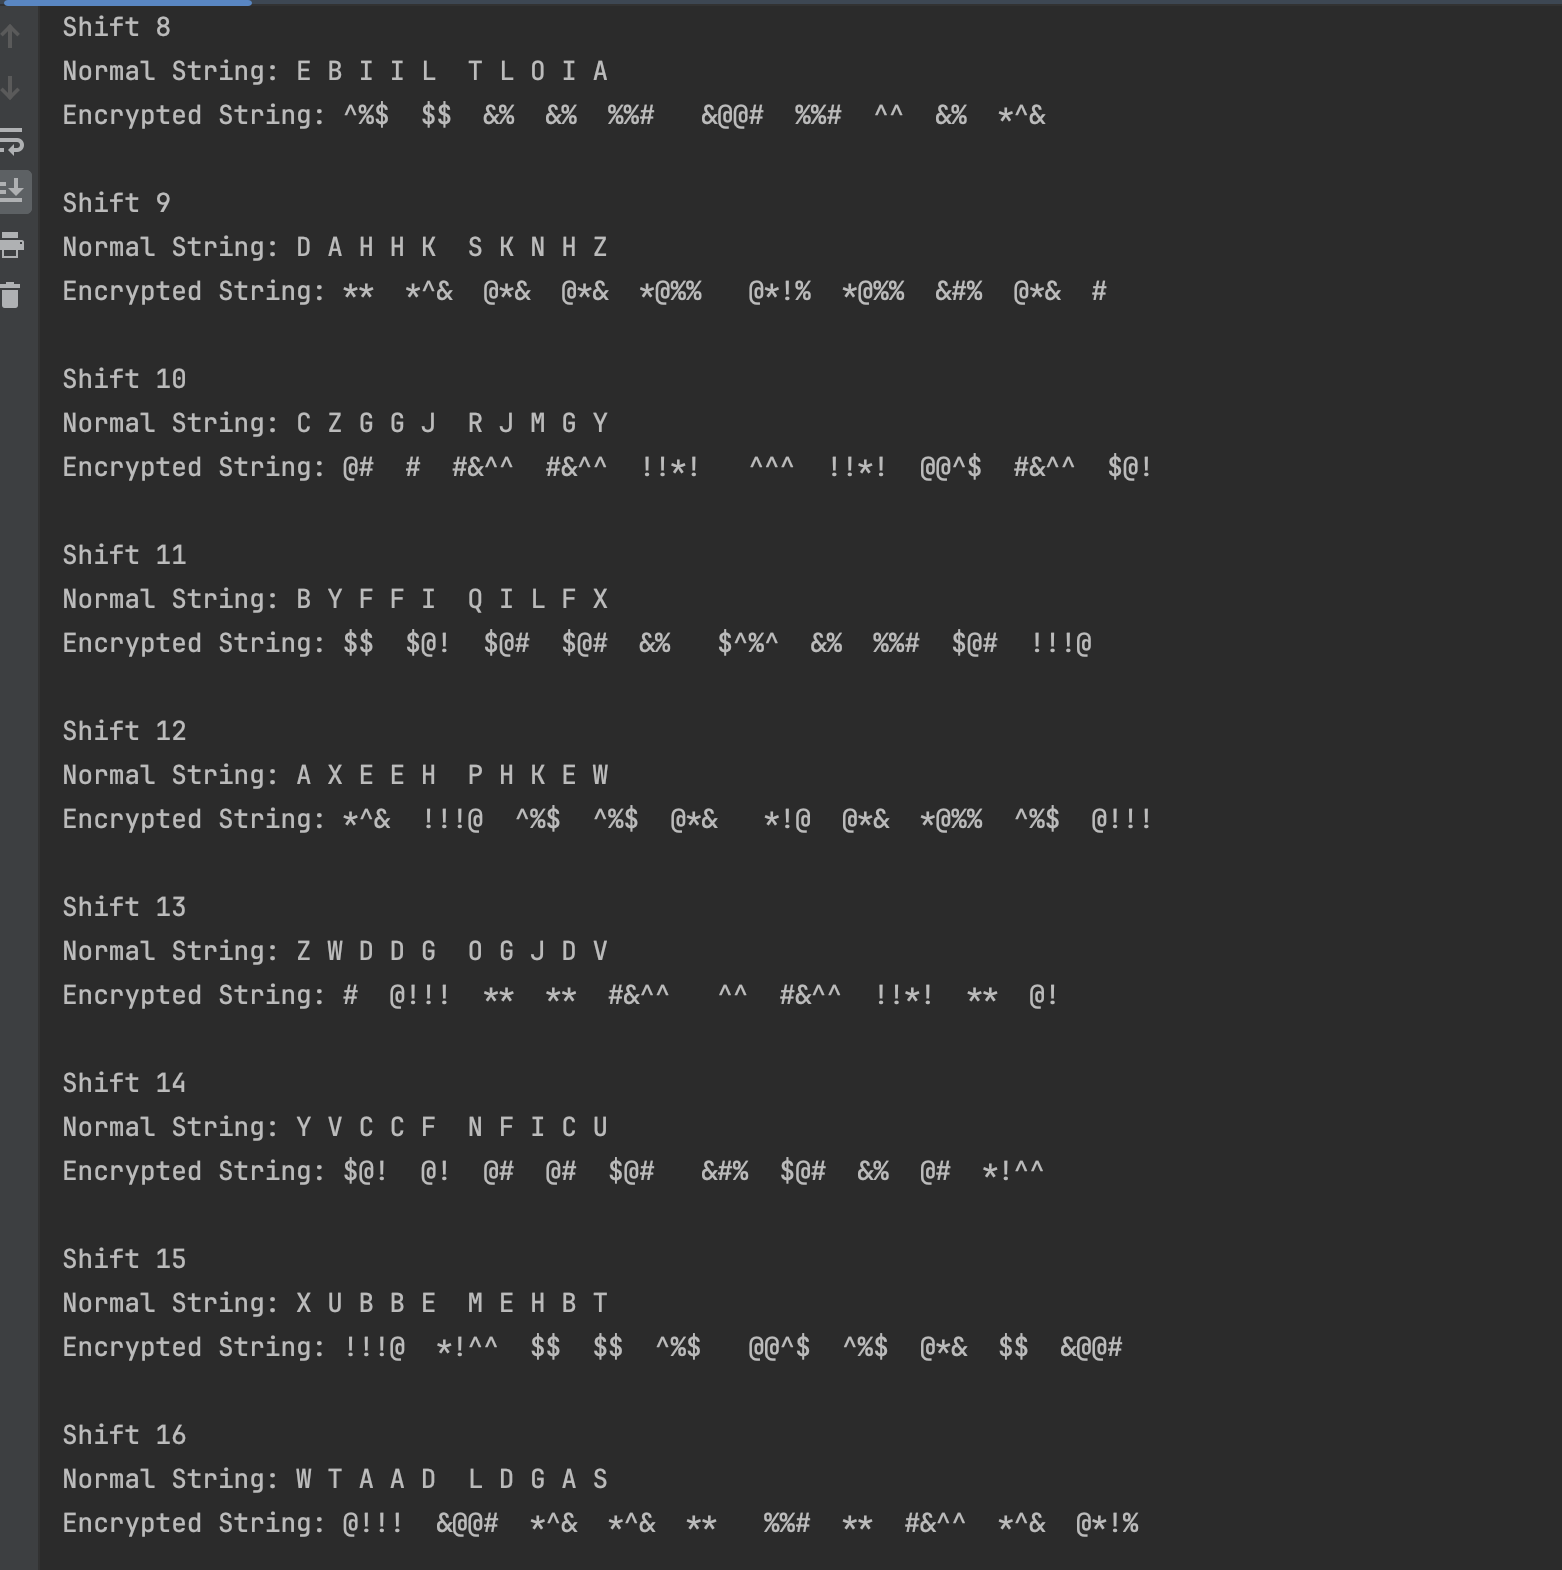 Shift 8
Normal String: E B I I L  T L O I A
Encrypted String: ^%$  $$  &%  &%  %%#   &@@#  %%#  ^^  &%  *^&
Shift 9
Normal String: D A H H K  S K N H Z
Encrypted String: **  *^&  @*&  @*&  *@%%   @*!%  *@%%  &#%  @*&  #
Shift 10
Normal String: C Z G G J  R J M G Y
Encrypted String: @#  #  #&^^  #&^^  !!*!   ^^^  !!*!  @@^$  #&^^  $@!
Shift 11
Normal String: B Y F F I  Q I L F X
Encrypted String: $$  $@!  $@#  $@#  &%   $^%^  &%  %%#  $@#  !!!@
Shift 12
Normal String: A X E E H  P H K E W
Encrypted String: *^&  !!!@  ^%$  ^%$  @*&   *!@  @*&  *@%%  ^%$  @!!!
Shift 13
Normal String: Z W D D G  O G J D V
Encrypted String: #  @!!!  **  **  #&^^   ^^  #&^^  !!*!  **  @!
Shift 14
Normal String: Y V C C F  N F I C U
Encrypted String: $@!  @!  @#  @#  $@#   &#%  $@#  &%  @#  *!^^
Shift 15
Normal String: X U B B E  M E H B T
Encrypted String: !!!@  *!^^  $$  $$  ^%$   @@^$  ^%$  @*&  $$  &@@#
Shift 16
Normal String: W T A A D  L D G A S
Encrypted String: @!!!  &@@#  *^&  *^&  **   %%#  **  #&^^  *^&  @*!%